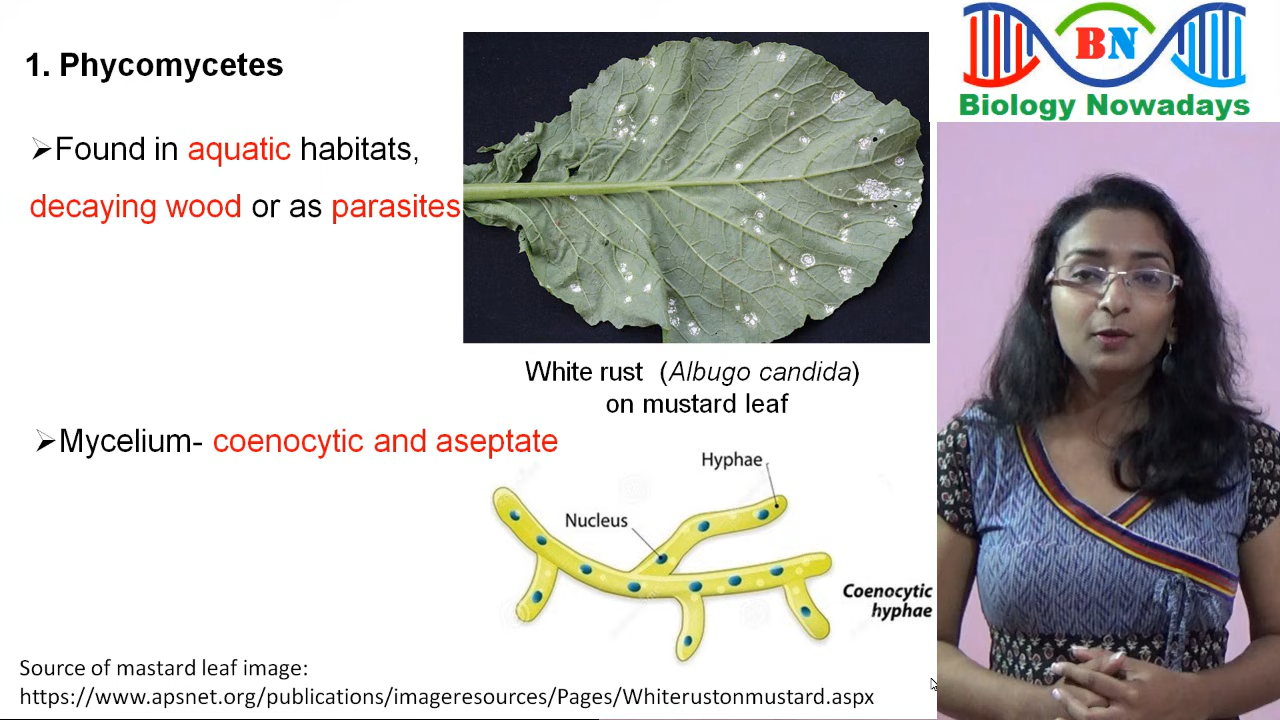 1. Phycomycetes
➢Found in aquatic habitats,
decaying wood or as parasites
White rust (Albugo candida)
on mustard leaf
➢Mycelium- coenocytic and aseptate
Hyphae
Nucleus
Coenocytic
hyphae
Source of mastard leaf image:
https://www.apsnet.org/publications/imageresources/Pages/Whiterustonmustard.aspx
BN
Biology Nowadays